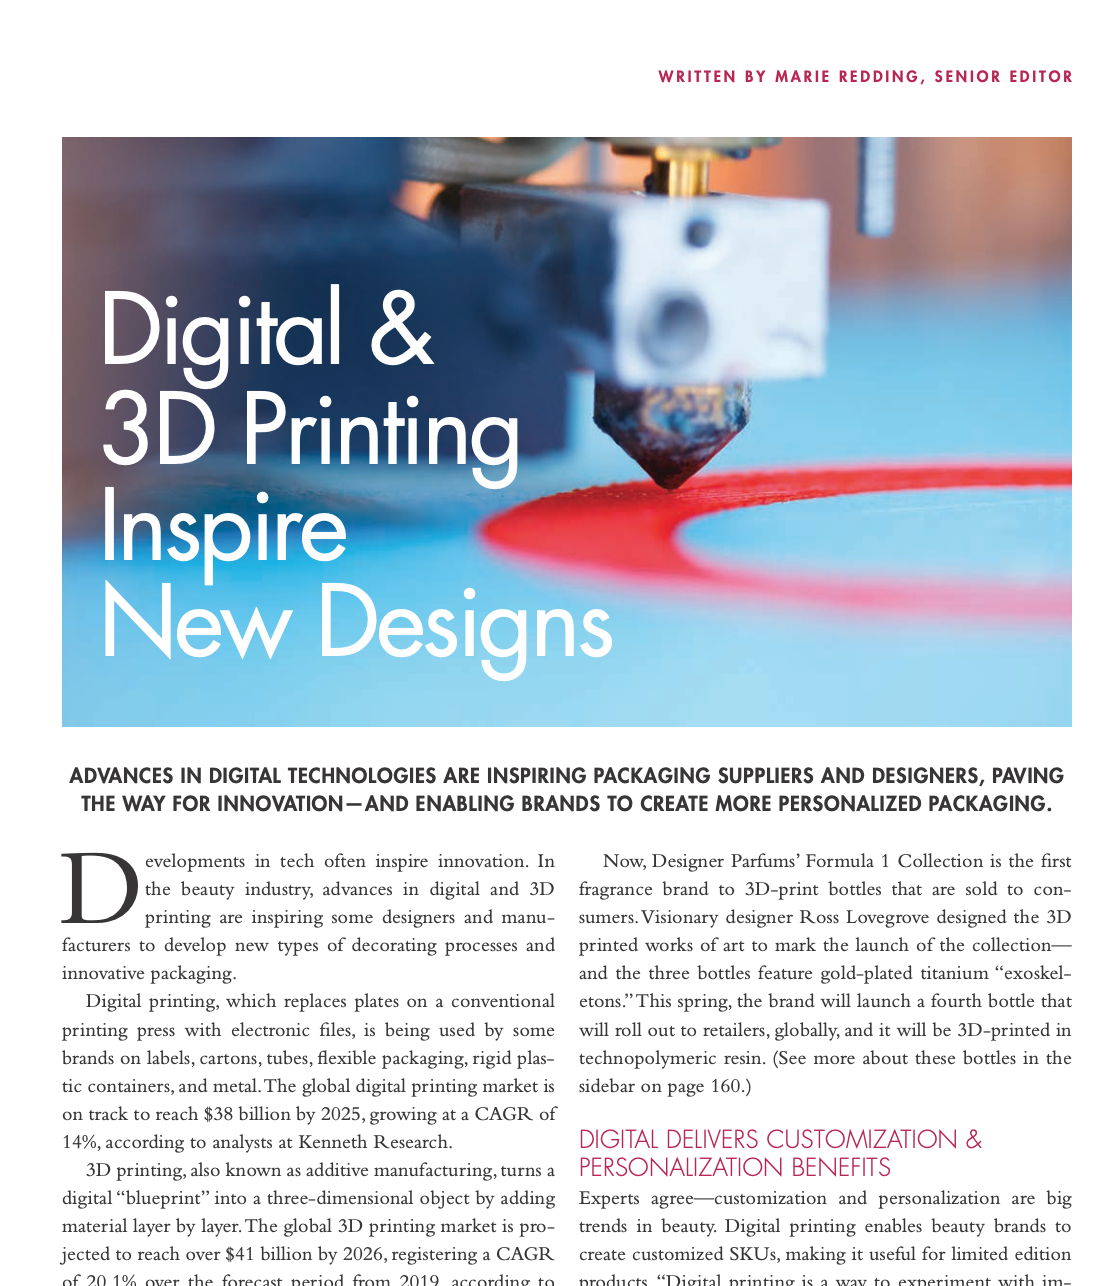 WRITTEN BY MARIE REDDING, SENIOR EDITOR
Digital &
3D Printing
Inspire
New Designs
ADVANCES IN DIGITAL TECHNOLOGIES ARE INSPIRING PACKAGING SUPPLIERS AND DESIGNERS, PAVING
THE WAY FOR INNOVATION—AND ENABLING BRANDS TO CREATE MORE PERSONALIZED PACKAGING.
Developments in tech often inspire innovation. In
the beauty industry, advances in digital and 3D
printing are inspiring some designers and manu-
facturers to develop new types of decorating processes and
innovative packaging.
Digital printing, which replaces plates on a conventional
printing press with electronic files, is being used by some
brands on labels, cartons, tubes, flexible packaging, rigid plas-
tic containers, and metal. The global digital printing market is
on track to reach $38 billion by 2025, growing at a CAGR of
14%, according to analysts at Kenneth Research.
3D printing, also known as additive manufacturing, turns a
digital “blueprint” into a three-dimensional object by adding
material layer by layer. The global 3D printing market is pro-
jected to reach over $41 billion by 2026, registering a CAGR
of 20.1% over the forecast period from 2019, according to
Now, Designer Parfums’ Formula 1 Collection is the first
fragrance brand to 3D-print bottles that are sold to con-
sumers. Visionary designer Ross Lovegrove designed the 3D
printed works of art to mark the launch of the collection—
and the three bottles feature gold-plated titanium “exoskel-
etons.” This spring, the brand will launch a fourth bottle that
will roll out to retailers, globally, and it will be 3D-printed in
technopolymeric resin. (See more about these bottles in the
sidebar on page 160.)
DIGITAL DELIVERS CUSTOMIZATION &
PERSONALIZATION BENEFITS
Experts agree—customization and personalization are big
trends in beauty. Digital printing enables beauty brands to
create customized SKUs, making it useful for limited edition
products. “Digital printing is a way to experiment with im-